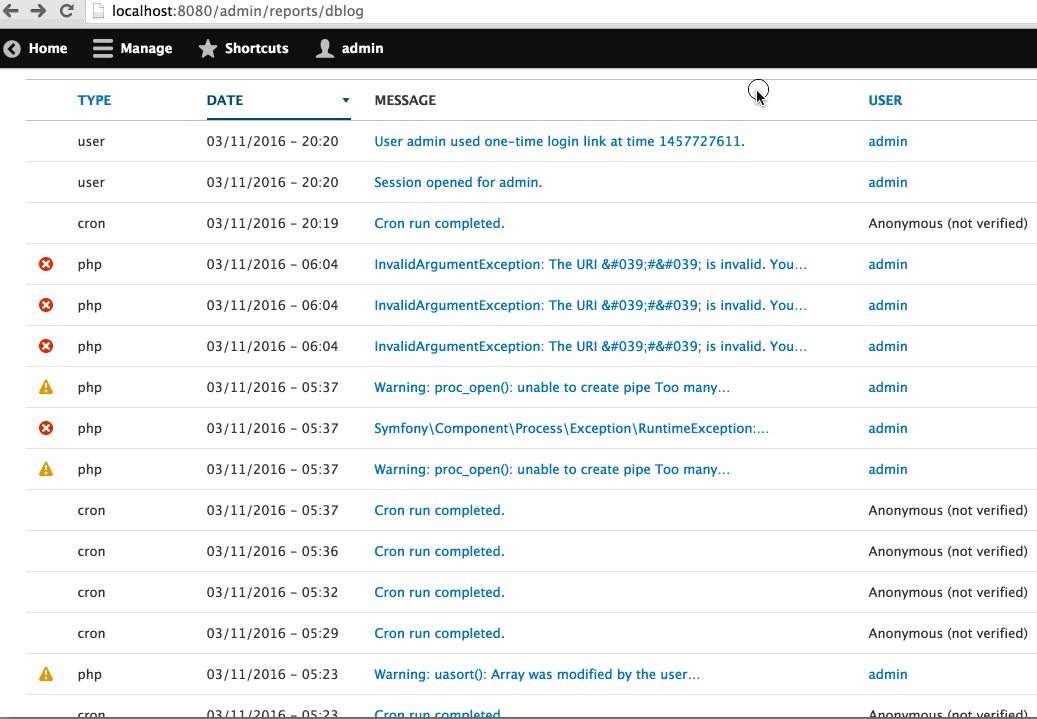 localhost:8080/admin/reports/dblog
Home Manage Shortcuts admin
TYPE DATE MESSAGE USER
user 03/11/2016 - 20:20 User admin used one-time login link at time 1457727611. admin
user 03/11/2016 - 20:20 Session opened for admin. admin
cron 03/11/2016 - 20:19 Cron run completed. Anonymous (not verified)
php 03/11/2016 - 06:04 InvalidArgumentException: The URI &#039;#&#039; is invalid. You... admin
php 03/11/2016 - 06:04 InvalidArgumentException: The URI &#039;#&#039; is invalid. You... admin
php 03/11/2016 - 06:04 InvalidArgumentException: The URI &#039;#&#039; is invalid. You... admin
php 03/11/2016 - 05:37 Warning: proc_open(): unable to create pipe Too many... admin
php 03/11/2016 - 05:37 Symfony\Component\Process\Exception\RuntimeException:... admin
php 03/11/2016 - 05:37 Warning: proc_open(): unable to create pipe Too many... admin
cron 03/11/2016 - 05:37 Cron run completed. Anonymous (not verified)
cron 03/11/2016 - 05:36 Cron run completed. Anonymous (not verified)
cron 03/11/2016 - 05:32 Cron run completed. Anonymous (not verified)
cron 03/11/2016 - 05:29 Cron run completed. Anonymous (not verified)
php 03/11/2016 - 05:23 Warning: uasort(): Array was modified by the user... admin
cron 03/11/2016 - 05:23 Cron run completed. Anonymous (not verified)